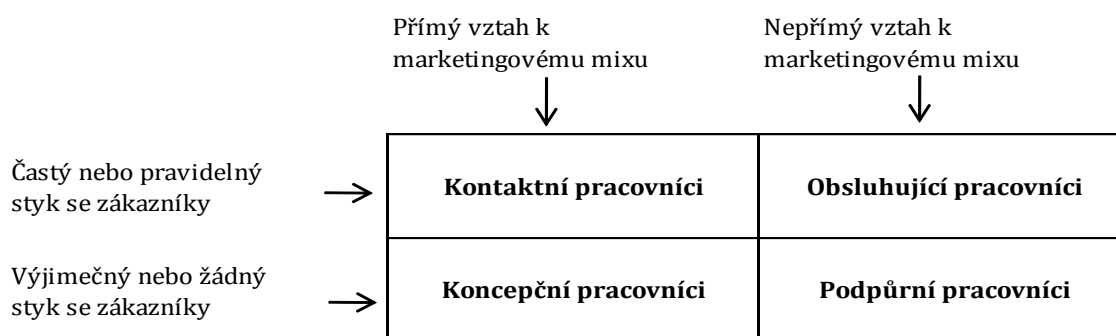 Přímý vztah k
marketingovému mixu
Nepřímý vztah k
marketingovému mixu
Častý nebo pravidelný
styk se zákazníky
Kontaktní pracovníci
Obsluhující pracovníci
Výjimečný nebo žádný
styk se zákazníky
Koncepční pracovníci
Podpůrní pracovníci